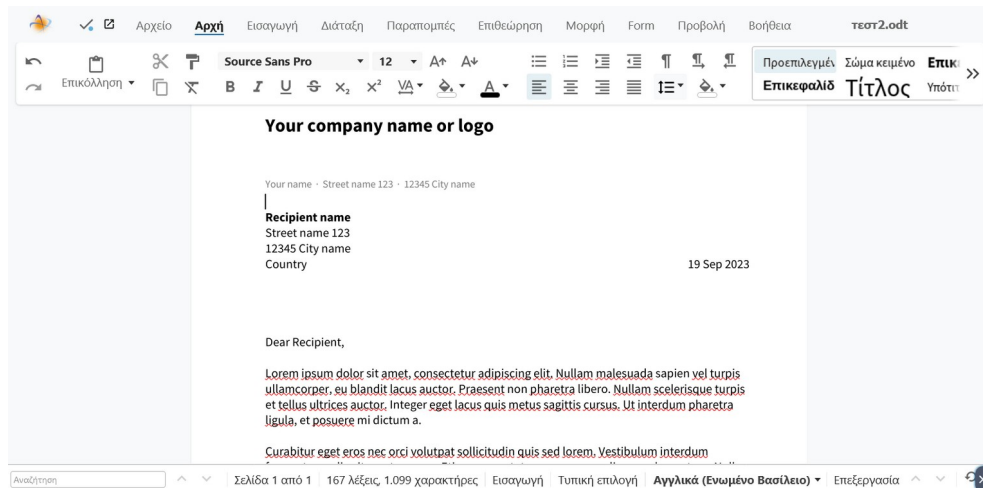 Αρχείο Αρχή Εισαγωγή Διάταξη Παραπομπές Επιθεώρηση Μορφή Form Προβολή Βοήθεια τεστ2.odt
Επικόλληση Source Sans Pro 12 Προεπιλεγμέν Σώμα κειμένο Επικ
Επικεφαλίδ Τίτλος Υπότιτ
Your company name or logo
Your name · Street name 123 · 12345 City name
Recipient name
Street name 123
12345 City name
Country 19 Sep 2023
Dear Recipient,
Lorem ipsum dolor sit amet, consectetur adipiscing elit. Nullam malesuada sapien vel turpis
ullamcorper, eu blandit lacus auctor. Praesent non pharetra libero. Nullam scelerisque turpis
et tellus ultrices auctor. Integer eget lacus quis metus sagittis cursus. Ut interdum pharetra
ligula, et posuere mi dictum a.
Curabitur eget eros nec orci volutpat sollicitudin quis sed lorem. Vestibulum interdum
Αναζήτηση Σελίδα 1 από 1 167 λέξεις, 1.099 χαρακτήρες Εισαγωγή Τυπική επιλογή Αγγλικά (Ενωμένο Βασίλειο) Επεξεργασία